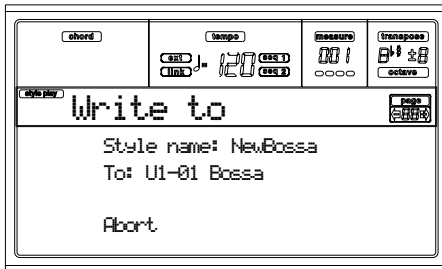 chord tempo measure transpose
ext link ♩= 120 seq 1 seq 2 001 B♭♮ ±8
octave
style play Write to page
Style name: NewBossa
To: U1-01 Bossa
Abort